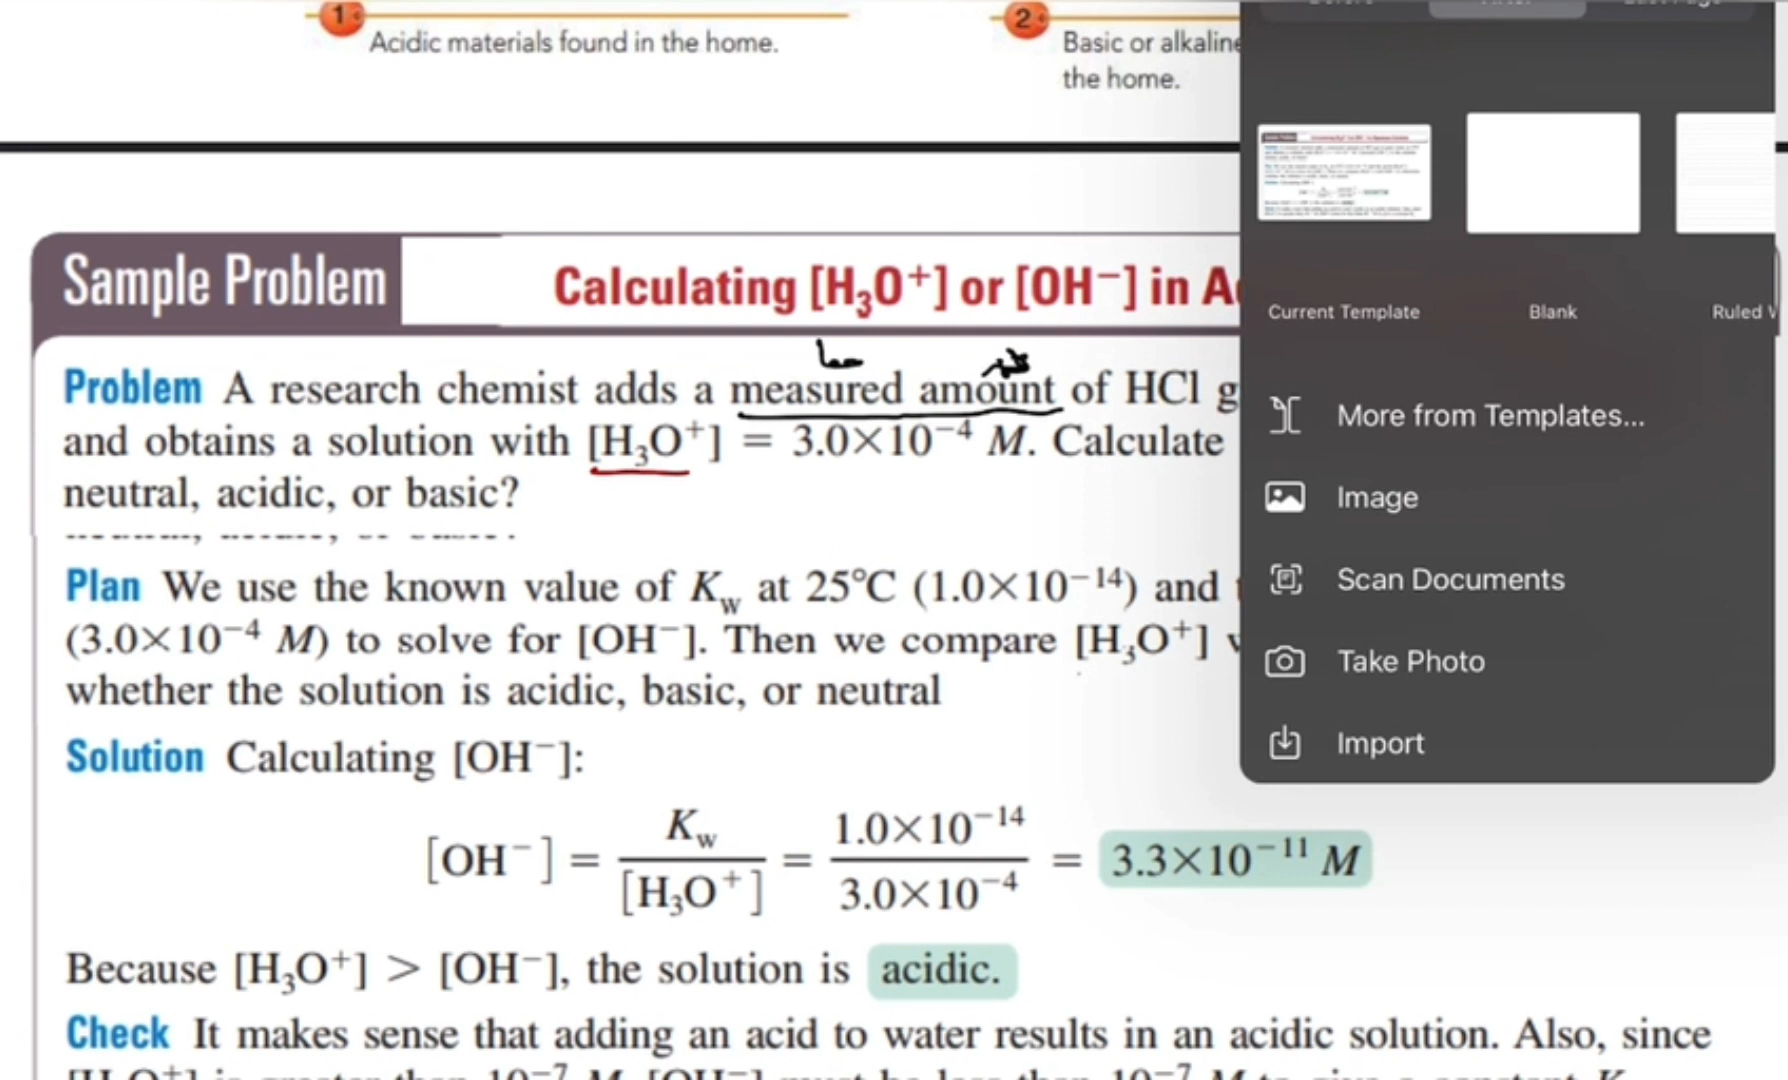 1
Acidic materials found in the home.
2
Basic or alkaline
the home.
Sample Problem
Calculating [H₃O⁺] or [OH⁻] in A
Problem A research chemist adds a measured amount of HCl g
and obtains a solution with [H₃O⁺] = 3.0×10⁻⁴ M. Calculate
neutral, acidic, or basic?
Plan We use the known value of K_w at 25°C (1.0×10⁻¹⁴) and
(3.0×10⁻⁴ M) to solve for [OH⁻]. Then we compare [H₃O⁺]
whether the solution is acidic, basic, or neutral
Solution Calculating [OH⁻]:
[OH⁻] = K_w / [H₃O⁺] = 1.0×10⁻¹⁴ / 3.0×10⁻⁴ = 3.3×10⁻¹¹ M
Because [H₃O⁺] > [OH⁻], the solution is acidic.
Check It makes sense that adding an acid to water results in an acidic solution. Also, since
Current Template
Blank
Ruled
More from Templates...
Image
Scan Documents
Take Photo
Import